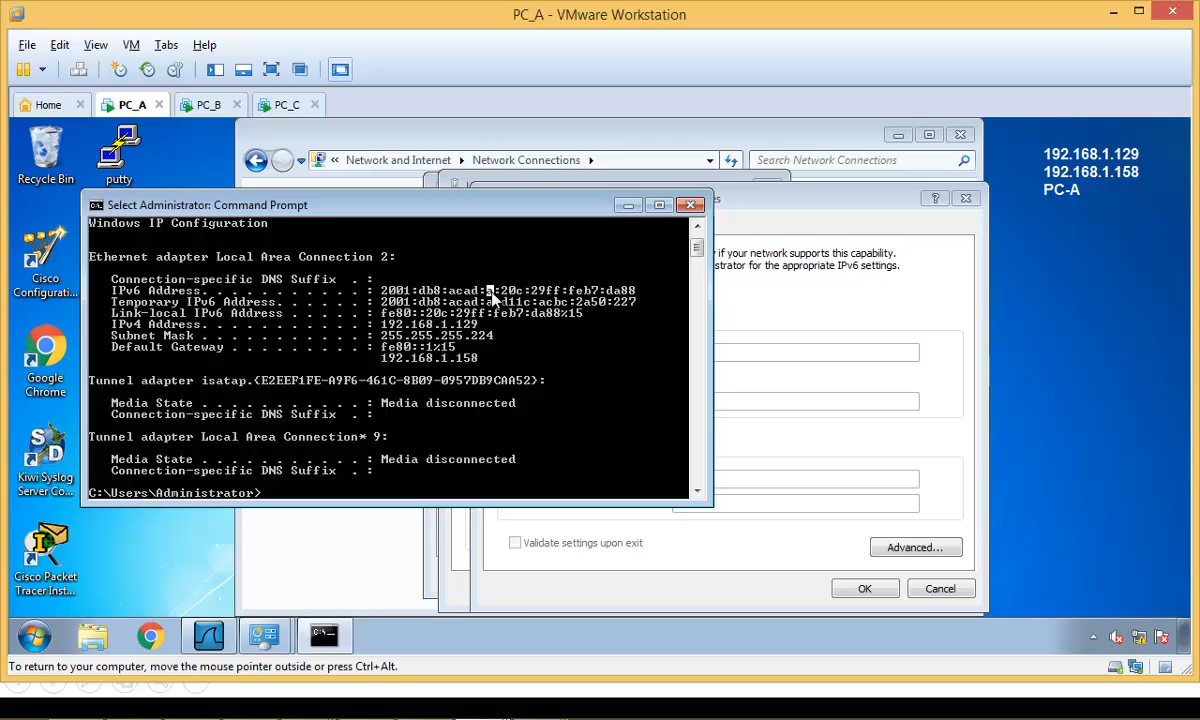 PC_A - VMware Workstation
File Edit View VM Tabs Help
Home PC_A PC_B PC_C
Recycle Bin
putty
« Network and Internet Network Connections Search Network Connections
192.168.1.129
192.168.1.158
PC-A
Select Administrator: Command Prompt
Windows IP Configuration
Ethernet adapter Local Area Connection 2:
Connection-specific DNS Suffix . :
IPv6 Address. . . . . . . . . . . : 2001:db8:acad:a:20c:29ff:feb7:da88
Temporary IPv6 Address. . . . . . : 2001:db8:acad:a:d11c:acbc:2a50:227
Link-local IPv6 Address . . . . . : fe80::20c:29ff:feb7:da88%15
IPv4 Address. . . . . . . . . . . : 192.168.1.129
Subnet Mask . . . . . . . . . . . : 255.255.255.224
Default Gateway . . . . . . . . . : fe80::1%15
192.168.1.158
Tunnel adapter isatap.{E2EEF1FE-A9F6-461C-8B09-0957DB9CAA52}:
Media State . . . . . . . . . . . : Media disconnected
Connection-specific DNS Suffix . :
Tunnel adapter Local Area Connection* 9:
Media State . . . . . . . . . . . : Media disconnected
Connection-specific DNS Suffix . :
C:\Users\Administrator>
if your network supports this capability.
for the appropriate IPv6 settings.
Validate settings upon exit
Advanced...
OK Cancel
Cisco
Configurati...
Google
Chrome
Kiwi Syslog
Server Co...
Cisco Packet
Tracer Inst...
To return to your computer, move the mouse pointer outside or press Ctrl+Alt.